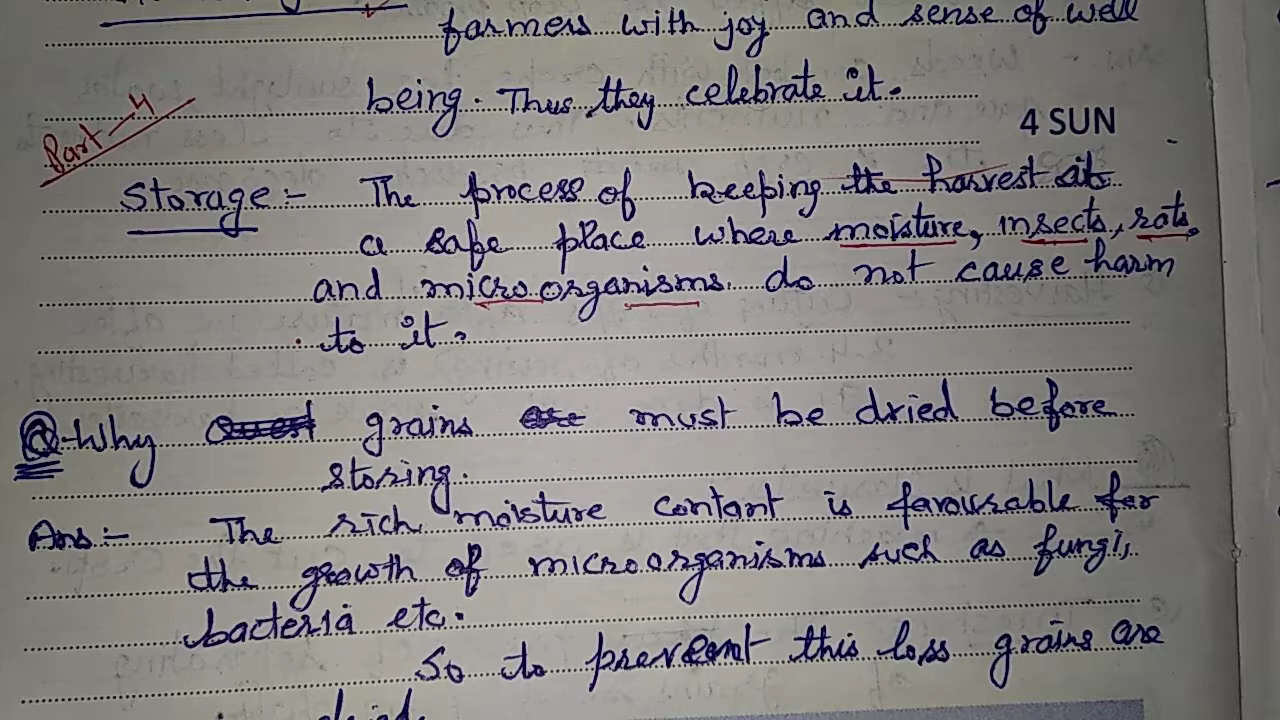 farmers with joy and sense of well
being. Thus they celebrate it.
Part-4
4 SUN
Storage:- The process of keeping the harvest at
a safe place where moisture, insects, rats,
and microorganisms do not cause harm
to it.
Q-Why grains must be dried before
storing.
Ans:- The rich moisture contant is favourable for
the growth of microorganisms such as fungi,
bacteria etc.
So to prevent this loss grains are
dried.